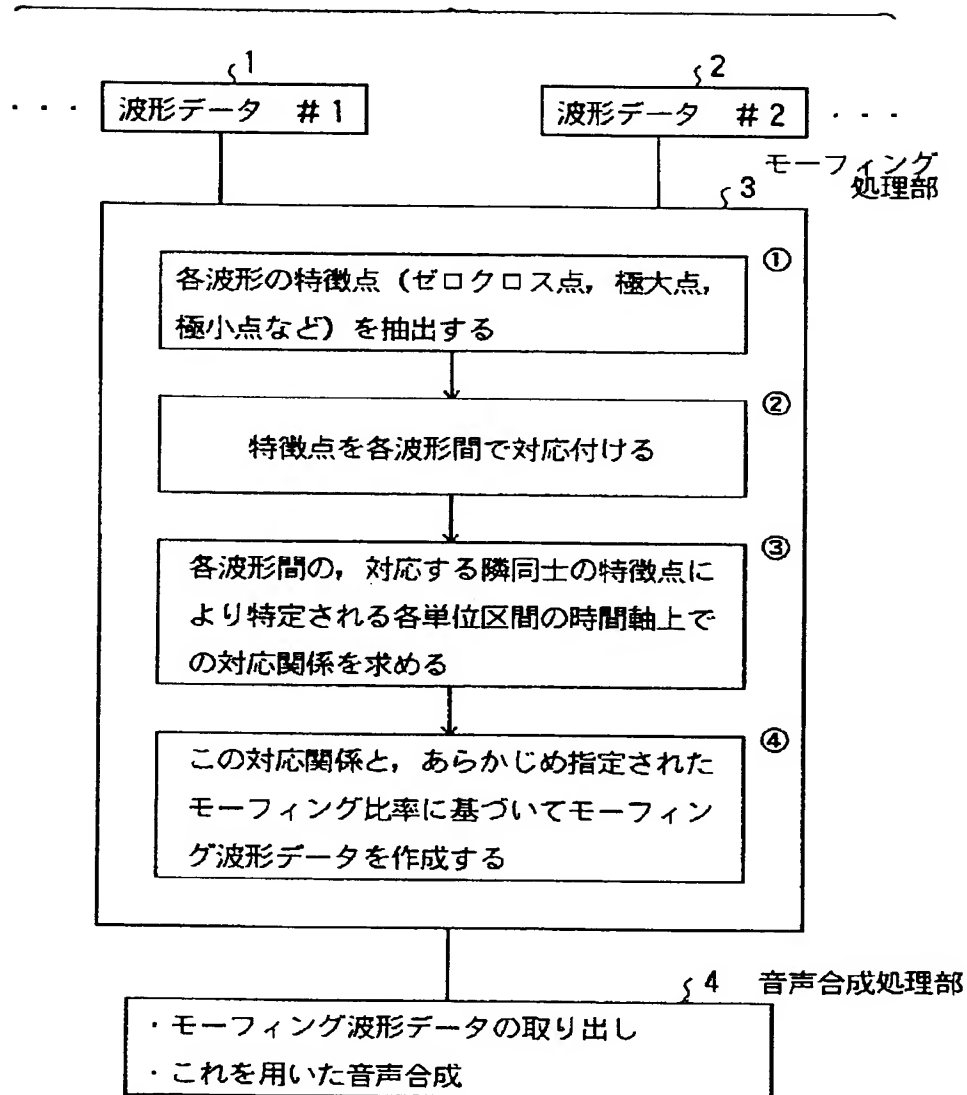 1
2
・・・ 波形データ #1
波形データ #2 ・・・
モーフィング
処理部
3
①
各波形の特徴点（ゼロクロス点，極大点，
極小点など）を抽出する
②
特徴点を各波形間で対応付ける
③
各波形間の，対応する隣同士の特徴点に
より特定される各単位区間の時間軸上で
の対応関係を求める
④
この対応関係と，あらかじめ指定された
モーフィング比率に基づいてモーフィン
グ波形データを作成する
4 音声合成処理部
・モーフィング波形データの取り出し
・これを用いた音声合成